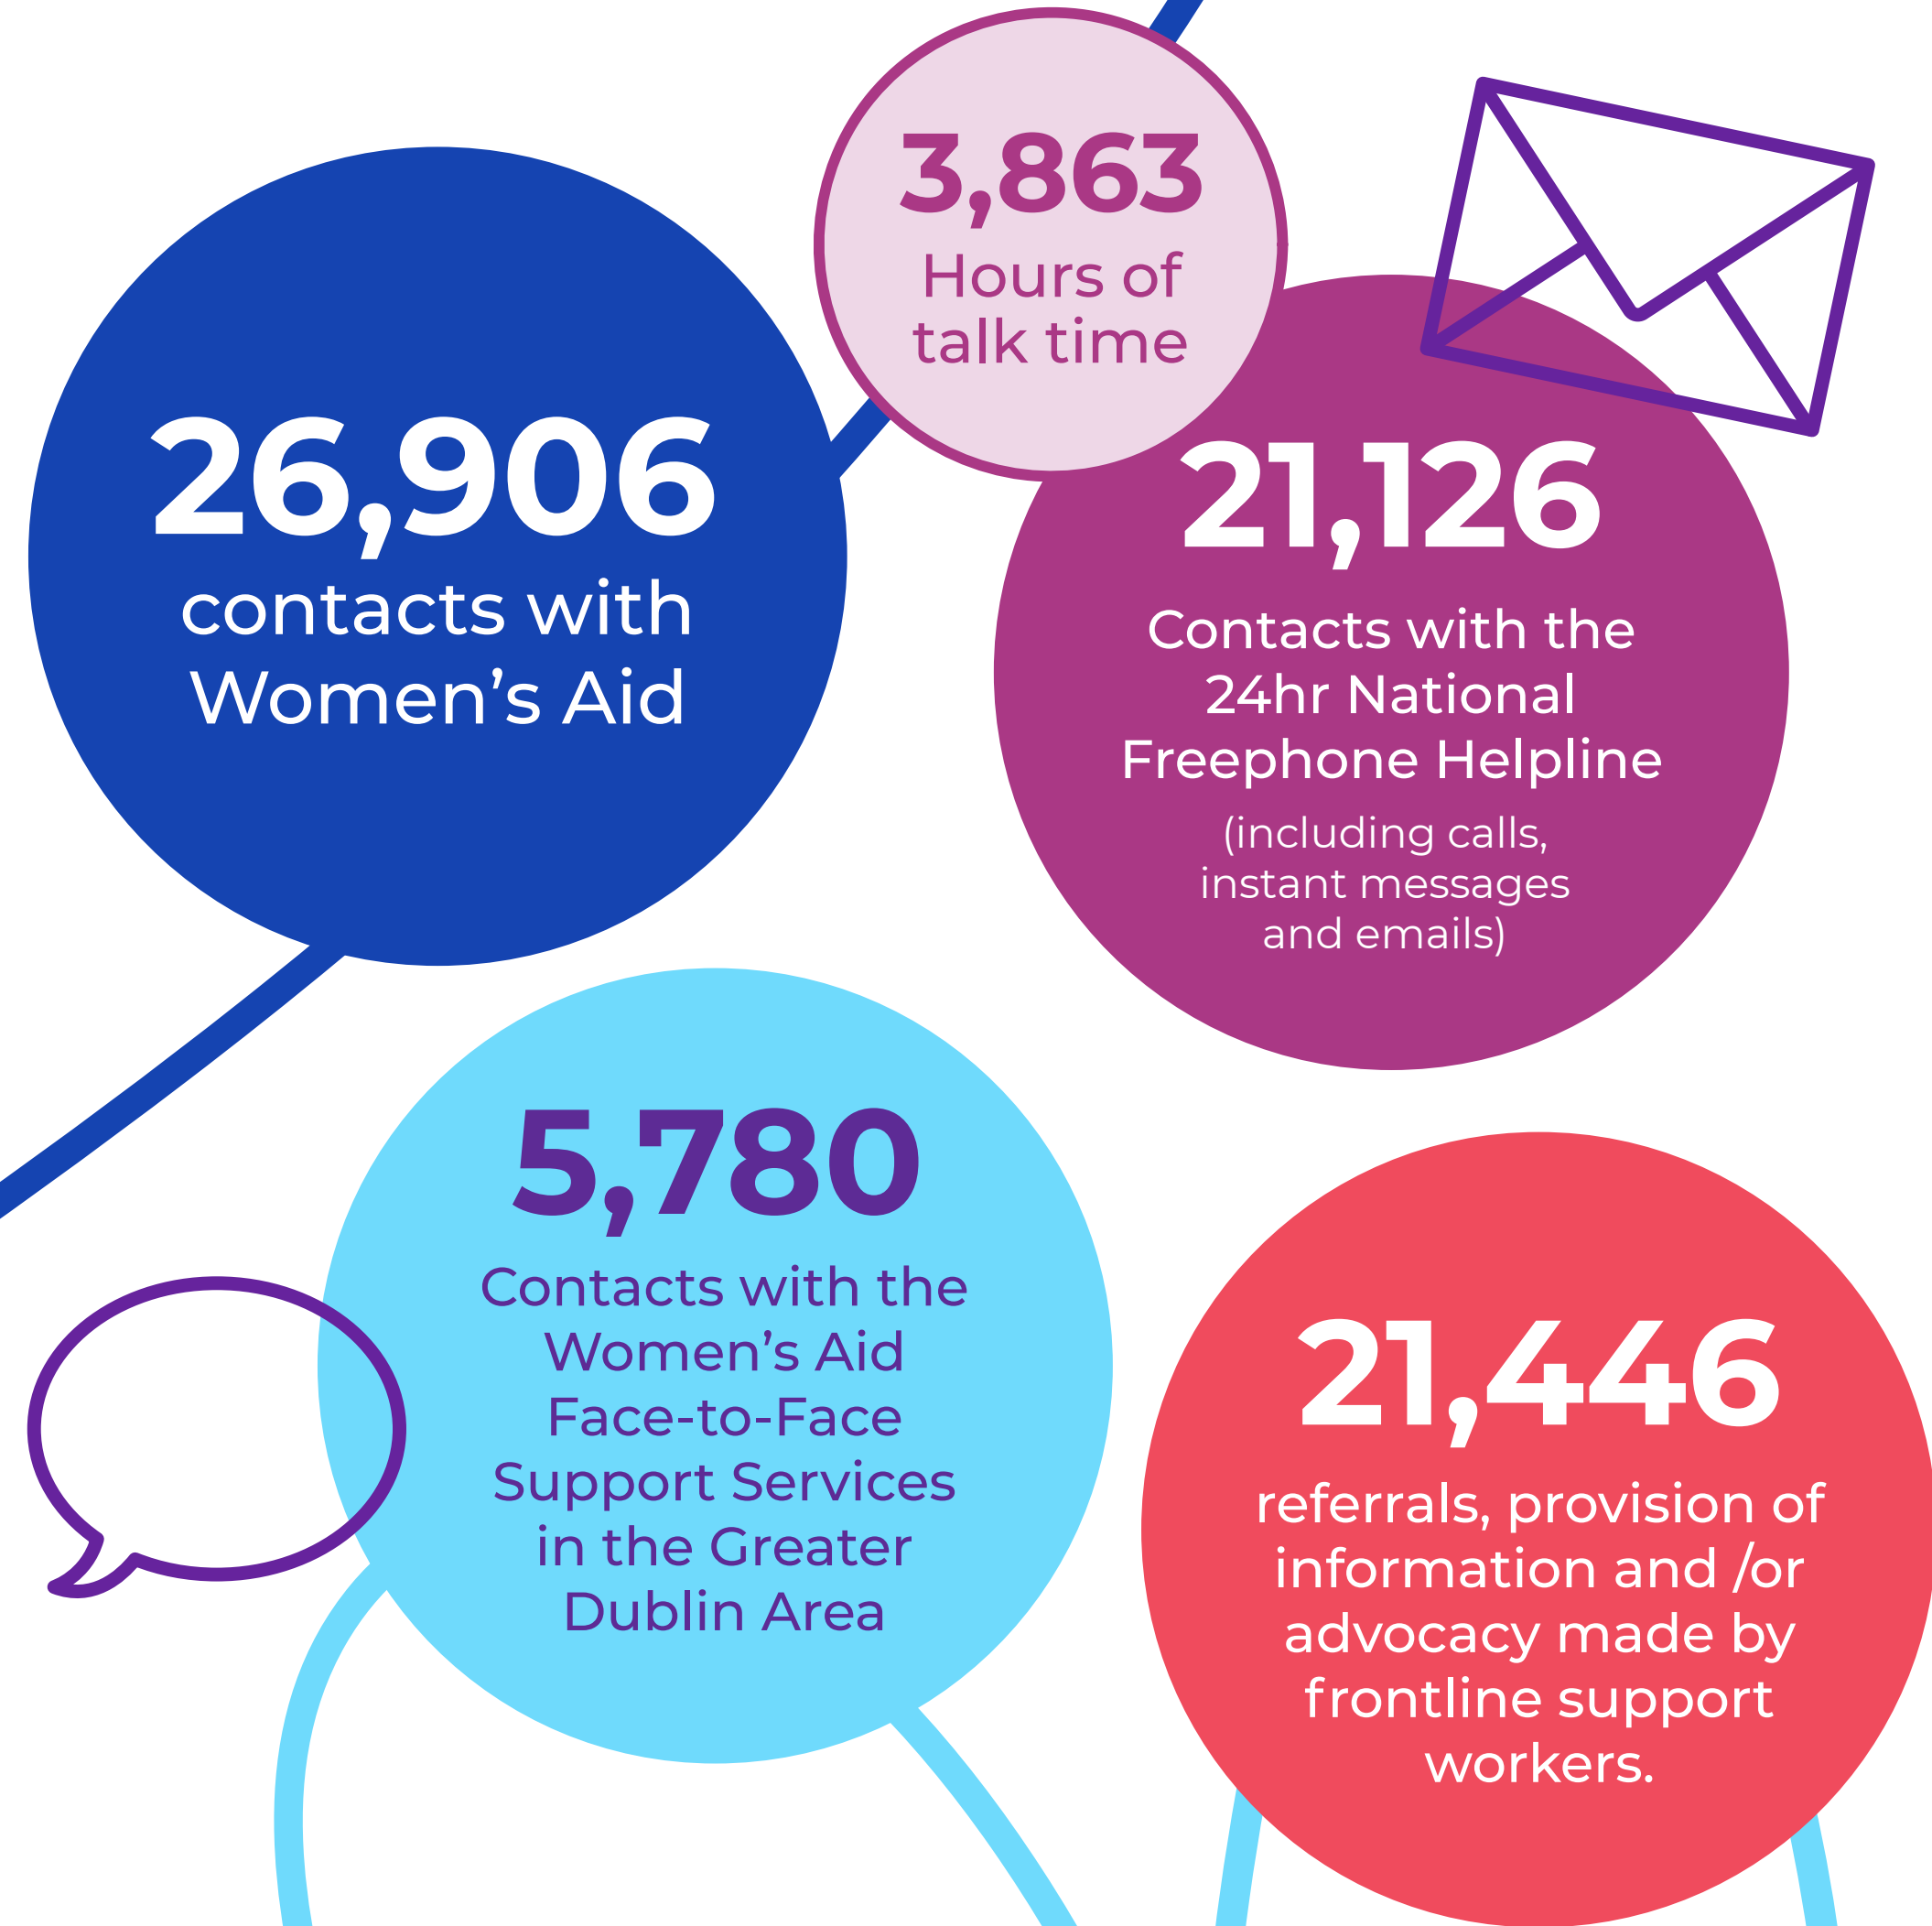 3,863
Hours of
talk time
26,906
contacts with
Women's Aid
21,126
Contacts with the
24hr National
Freephone Helpline
(including calls,
instant messages
and emails)
5,780
Contacts with the
Women's Aid
Face-to-Face
Support Services
in the Greater
Dublin Area
21,446
referrals, provision of
information and /or
advocacy made by
frontline support
workers.